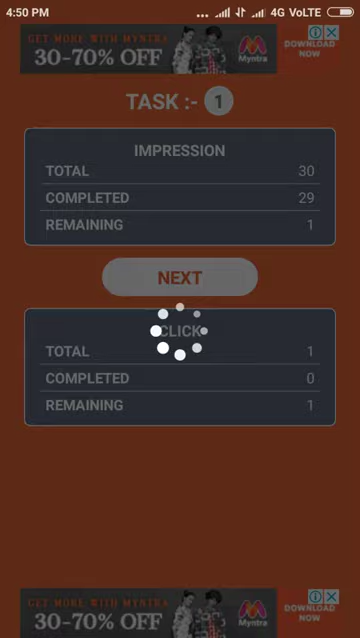 4:50 PM ... 4G VoLTE
GET MORE WITH MYNTRA
30-70% OFF
Myntra
DOWNLOAD
NOW
TASK :- 1
IMPRESSION
TOTAL 30
COMPLETED 29
REMAINING 1
NEXT
CLICK
TOTAL 1
COMPLETED 0
REMAINING 1
GET MORE WITH MYNTRA
30-70% OFF
Myntra
DOWNLOAD
NOW